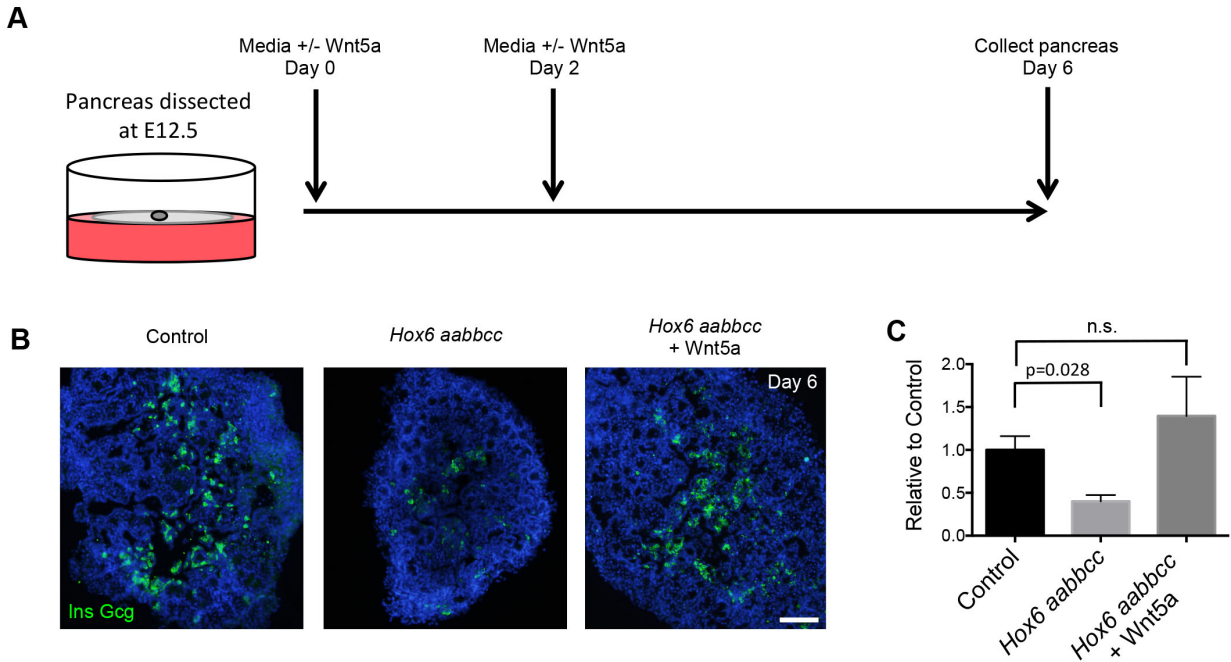 A
Media +/- Wnt5a
Day 0
Media +/- Wnt5a
Day 2
Collect pancreas
Day 6
Pancreas dissected
at E12.5
B
Control
Hox6 aabbcc
Hox6 aabbcc
+ Wnt5a
Day 6
Ins Gcg
C
n.s.
p=0.028
Relative to Control
2.0
1.5
1.0
0.5
0.0
Control
Hox6 aabbcc
Hox6 aabbcc
+ Wnt5a